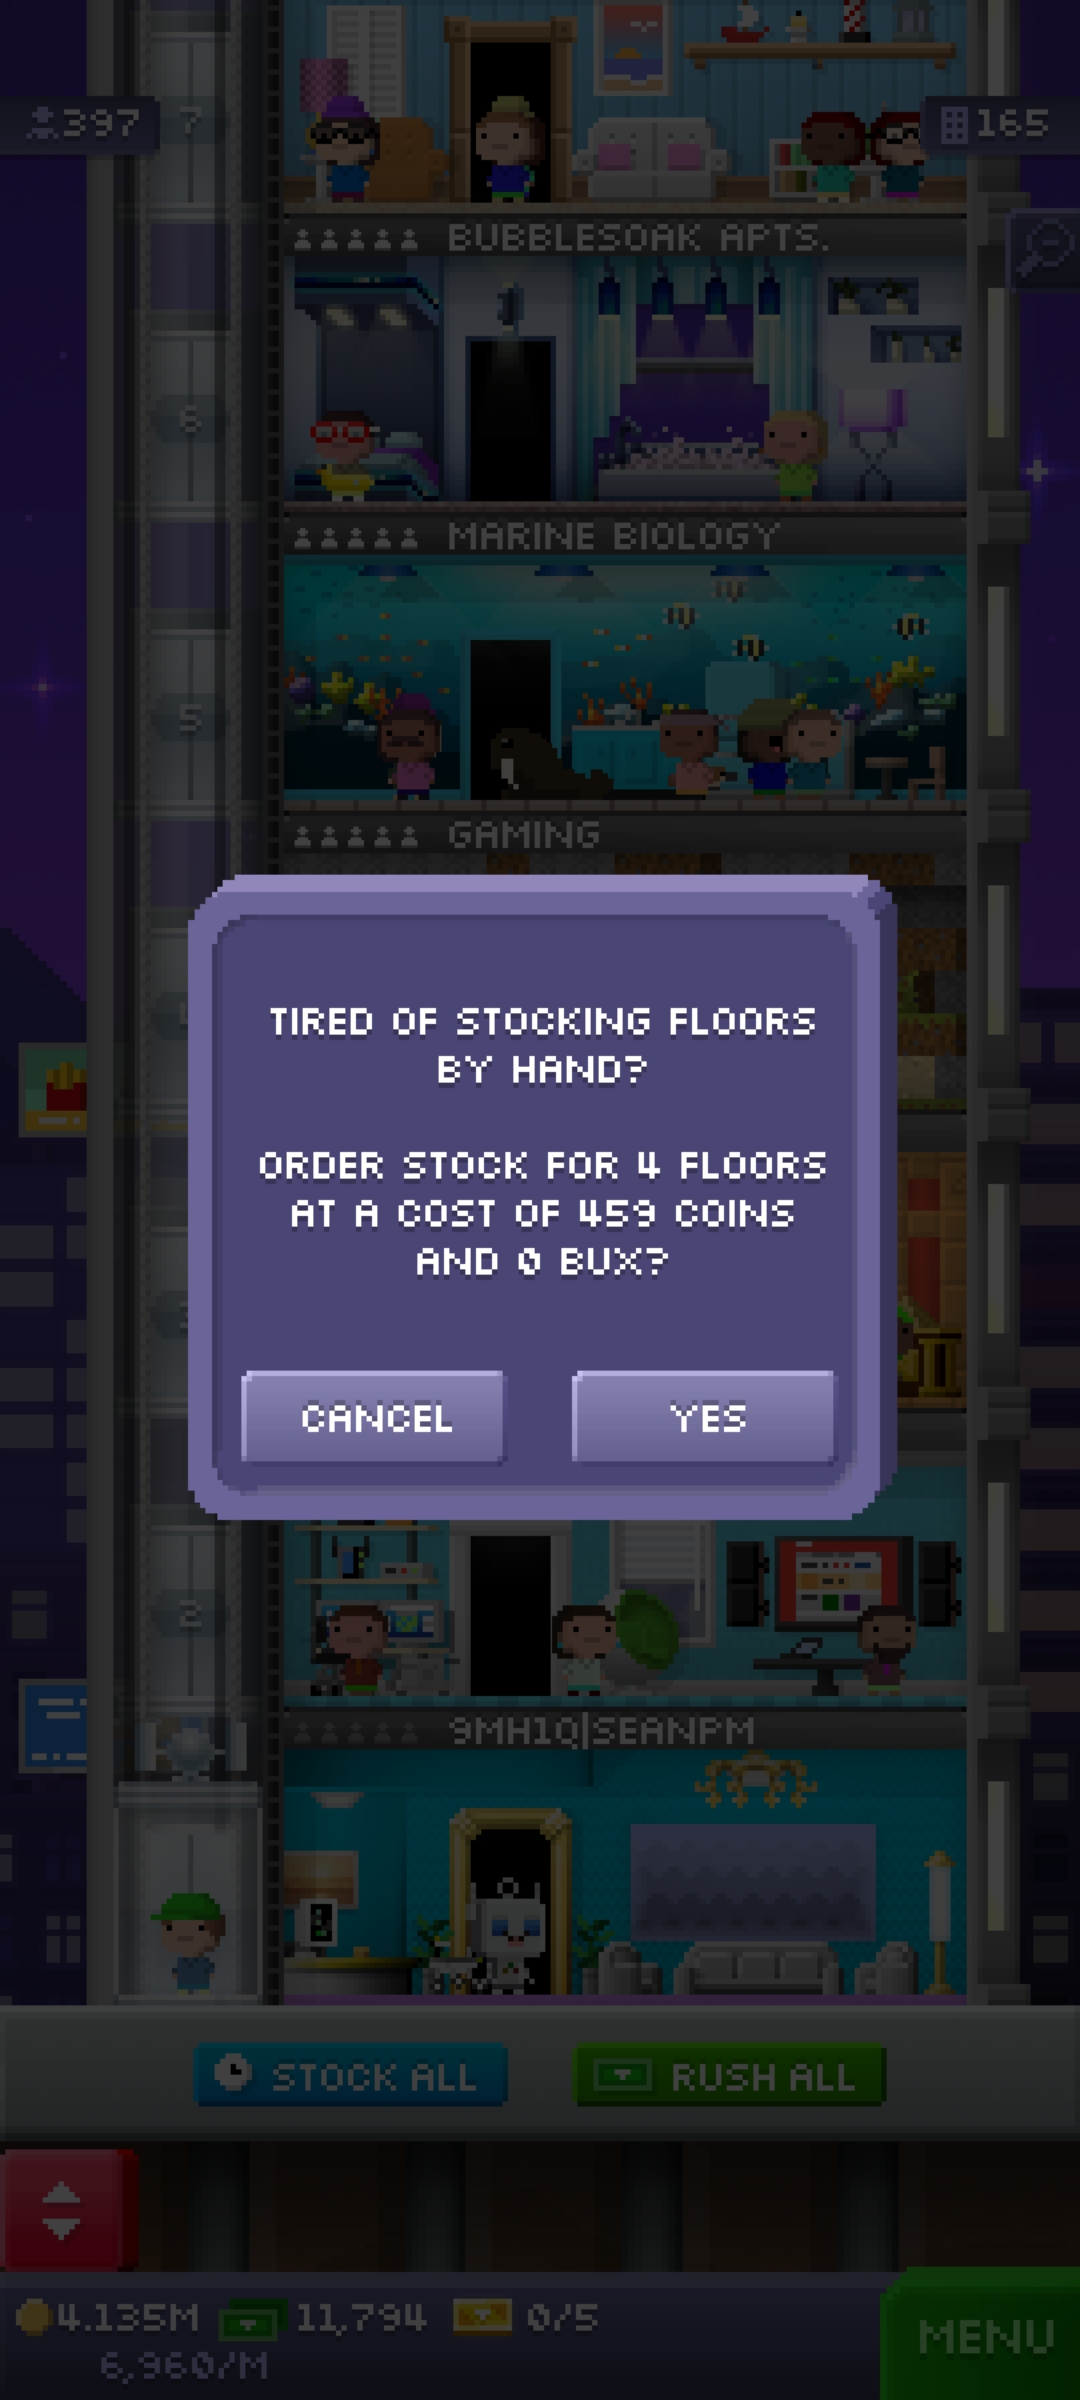 397
7
165
BUBBLESOAK APTS.
6
MARINE BIOLOGY
5
GAMING
TIRED OF STOCKING FLOORS
BY HAND?
ORDER STOCK FOR 4 FLOORS
AT A COST OF 459 COINS
AND 0 BUX?
CANCEL
YES
2
9MH1Q|SEANPM
STOCK ALL
RUSH ALL
4.135M
11,794
0/5
6,960/M
MENU